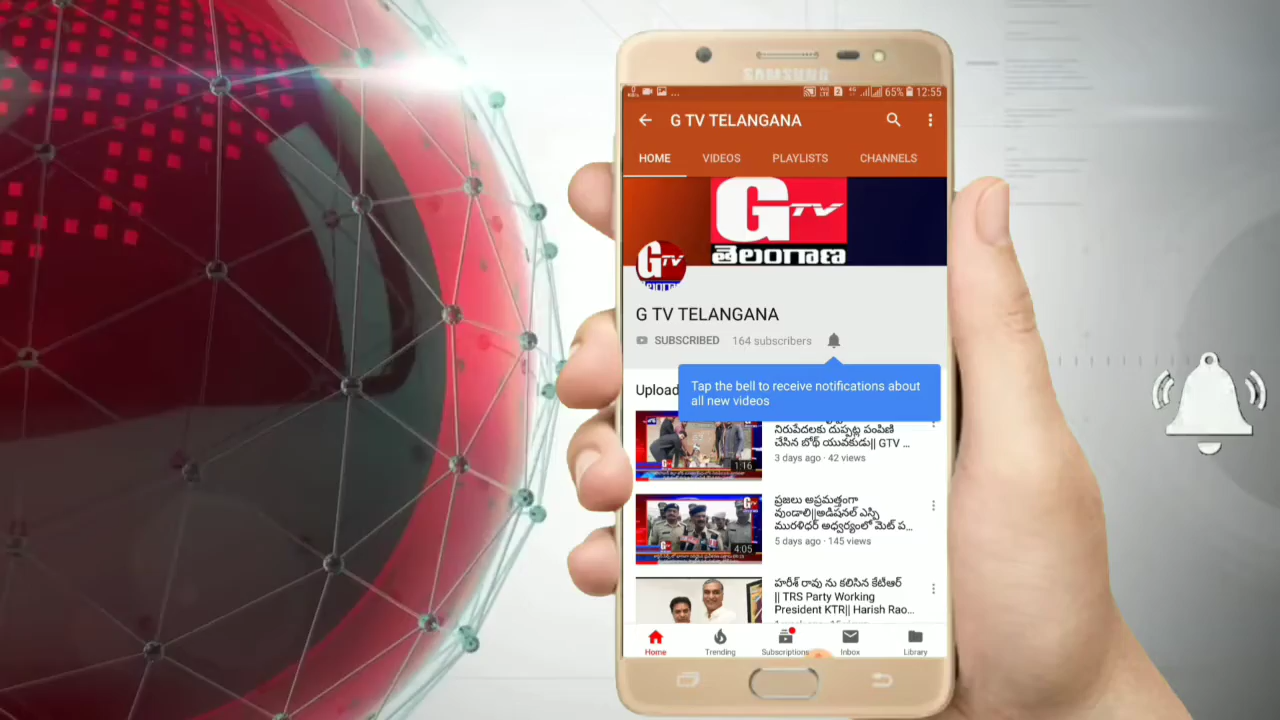 SAMSUNG
65% 12:55
G TV TELANGANA
HOME VIDEOS PLAYLISTS CHANNELS
G TV
తెలంగాణ
G TV
G TV TELANGANA
SUBSCRIBED 164 subscribers
Tap the bell to receive notifications about
all new videos
Upload
నిరుపేదలకు దుప్పట్ల పంపిణి
చేసిన బోథ్ యువకుడు|| GTV ...
3 days ago · 42 views
1:16
ప్రజలు అప్రమత్తంగా
వుండాలి||అడిషనల్ ఎస్పి
మురళిధర్ అధ్వర్యంలో మెట్ ప...
5 days ago · 145 views
4:05
హరీశ్ రావు ను కలిసిన కేటీఆర్
|| TRS Party Working
President KTR|| Harish Rao...
Home Trending Subscriptions Inbox Library